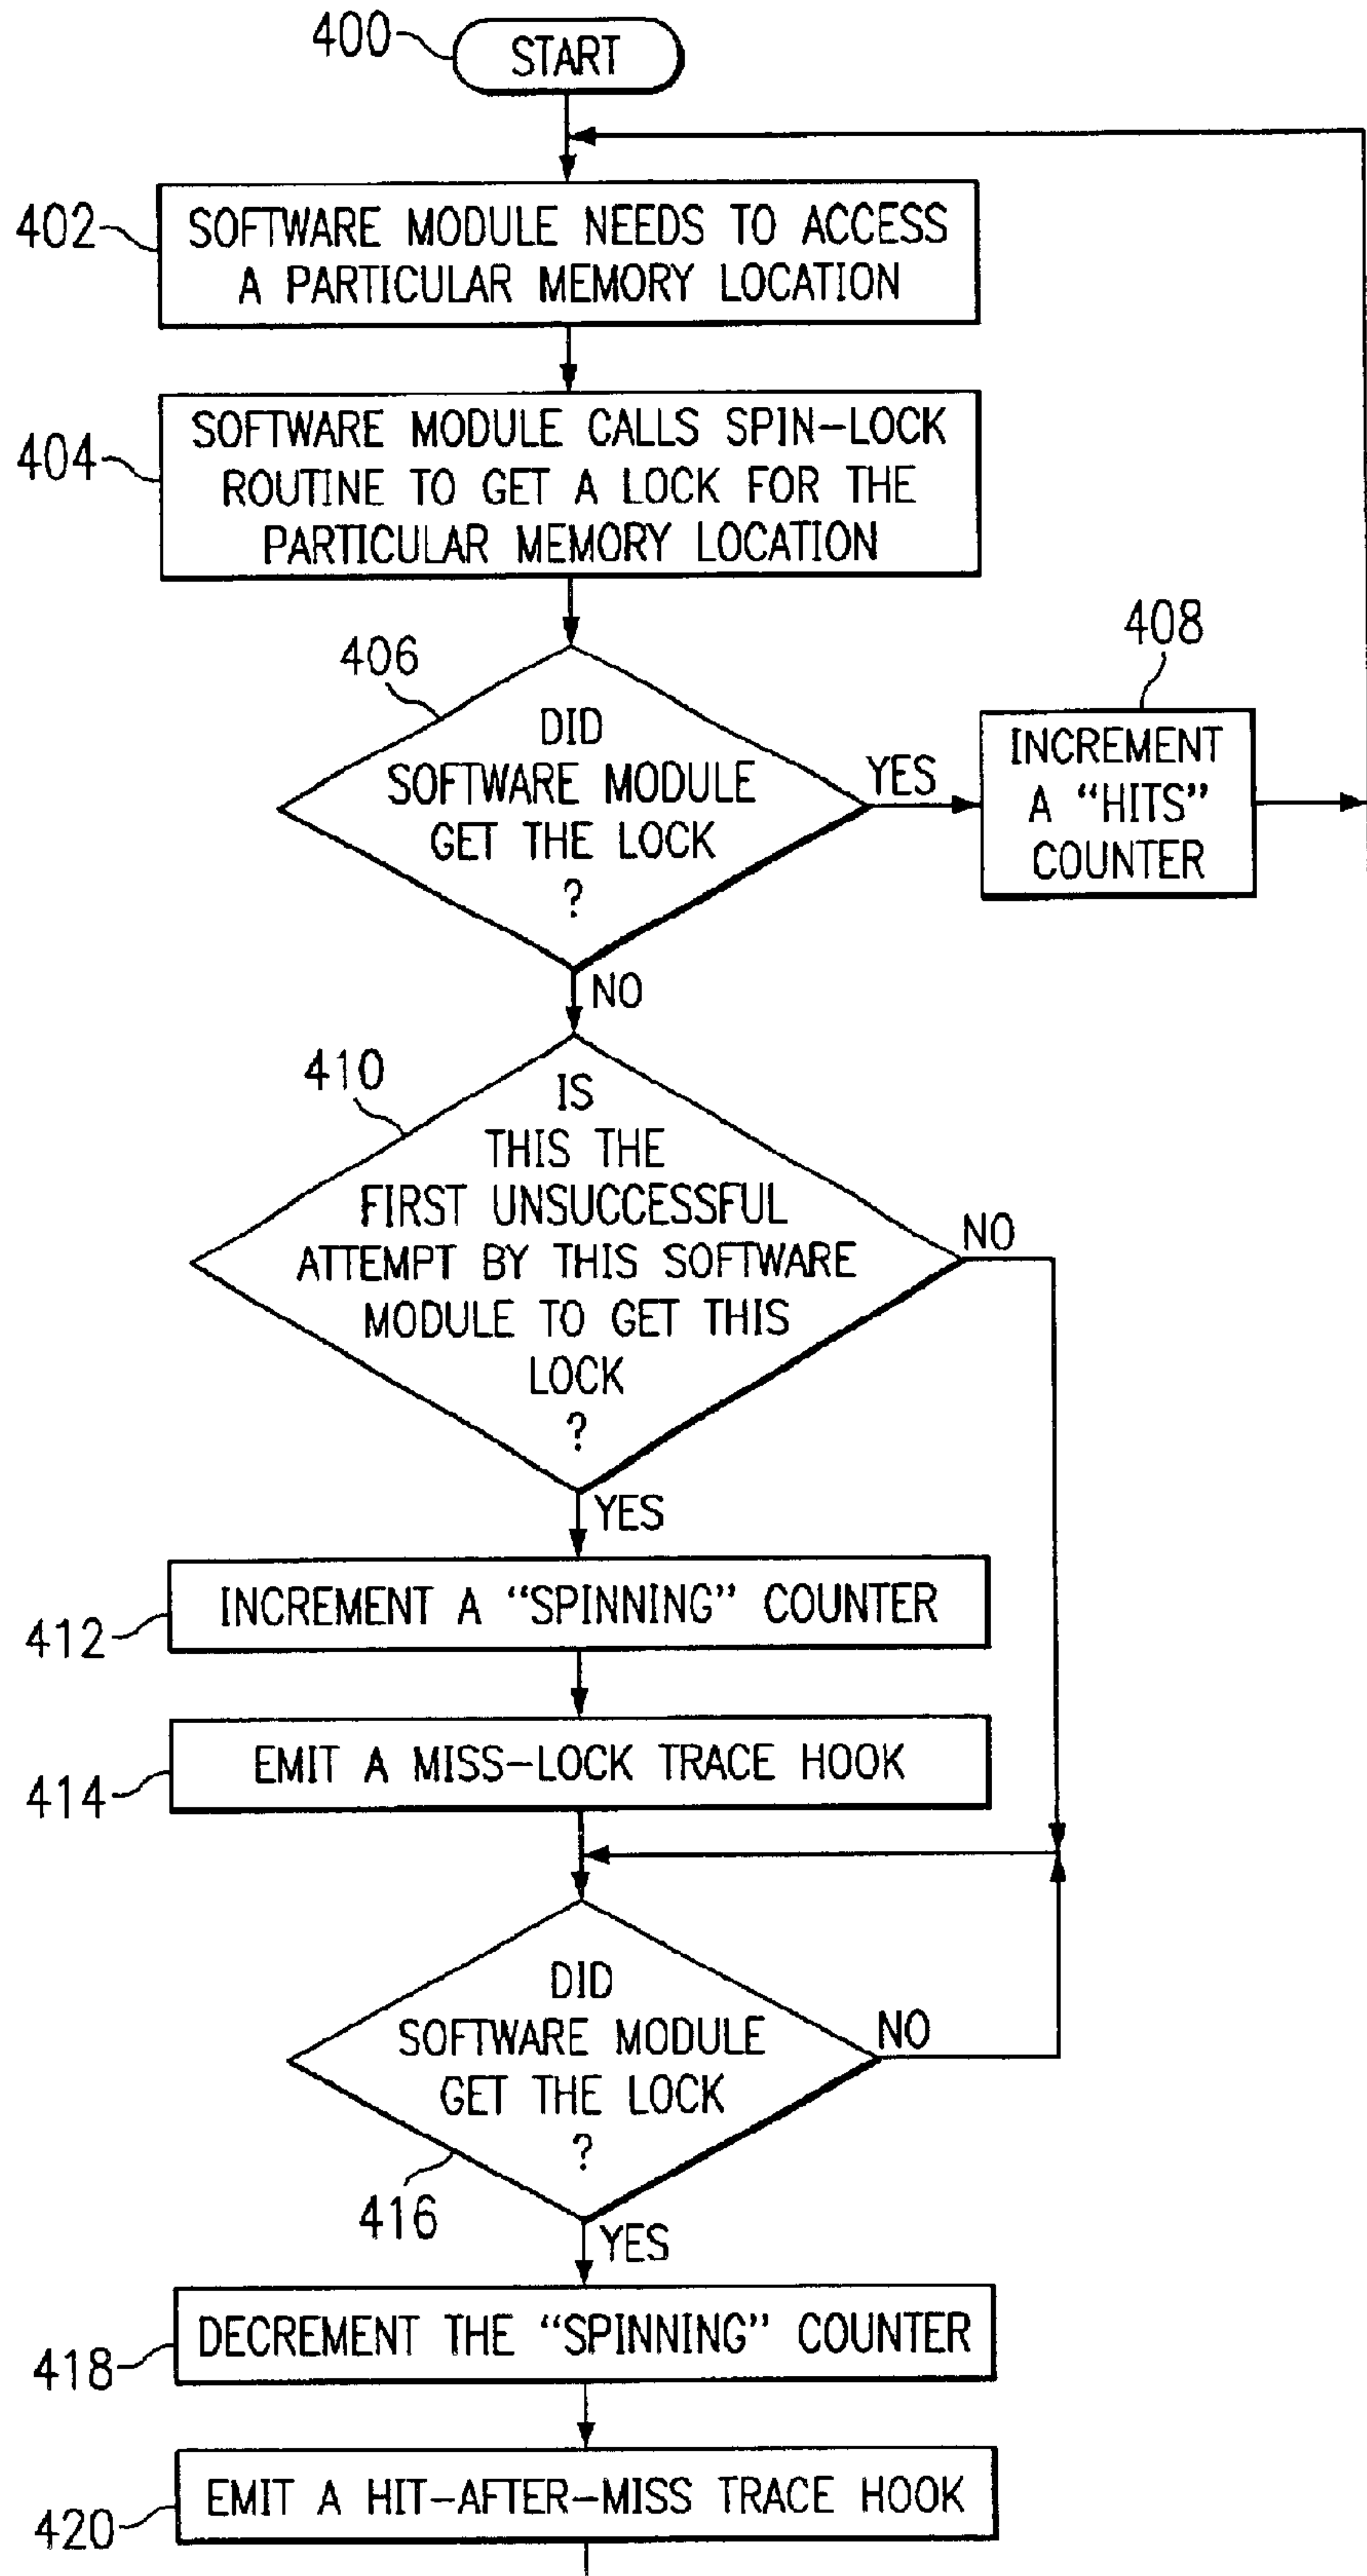 400
START
402
SOFTWARE MODULE NEEDS TO ACCESS
A PARTICULAR MEMORY LOCATION
404
SOFTWARE MODULE CALLS SPIN-LOCK
ROUTINE TO GET A LOCK FOR THE
PARTICULAR MEMORY LOCATION
406
DID
SOFTWARE MODULE
GET THE LOCK
?
YES
408
INCREMENT
A “HITS”
COUNTER
NO
410
IS
THIS THE
FIRST UNSUCCESSFUL
ATTEMPT BY THIS SOFTWARE
MODULE TO GET THIS
LOCK
?
NO
YES
412
INCREMENT A “SPINNING” COUNTER
414
EMIT A MISS-LOCK TRACE HOOK
DID
SOFTWARE MODULE
GET THE LOCK
?
NO
416
YES
418
DECREMENT THE “SPINNING” COUNTER
420
EMIT A HIT-AFTER-MISS TRACE HOOK